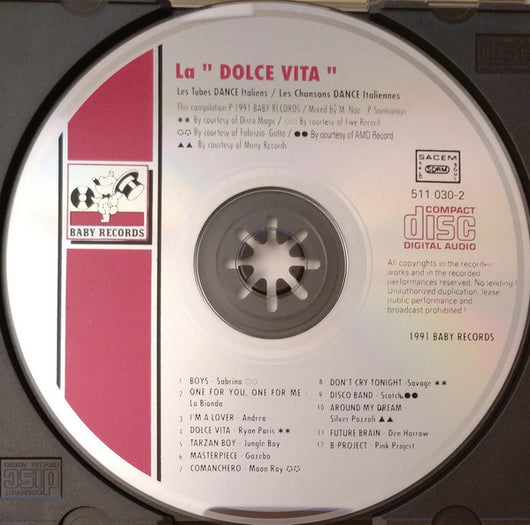 La " DOLCE VITA "
Les Tubes DANCE Italiens / Les Chansons DANCE Italiennes
This compilation P 1991 BABY RECORDS / Mixed by M. Noe P Santopaon
✶✶ By courtesy of Disco Magic / ◌◌ By courtesy of Five Record
◌◌ By courtesy of Fabrizio Gatto / ●● By courtesy of AMD Record
▲▲ By courtesy of Many Records
SACEM
SDRM
511 030-2
COMPACT
disc
DIGITAL AUDIO
BABY RECORDS
All copyrights in the recorded
works and in the recorded
performances reserved. No lending !
Unauthorized duplication, lease,
public performance and
broadcast prohibited !
1991 BABY RECORDS
1 BOYS - Sabrina ◌◌
2 ONE FOR YOU, ONE FOR ME -
La Bionda
3 I'M A LOVER - Andrea
4 DOLCE VITA - Ryan Paris ✶✶
5 TARZAN BOY - Jungle Boy
6 MASTERPIECE - Gazebo
7 COMANCHERO - Moon Ray ◌◌
8 DON'T CRY TONIGHT - Savage ✶✶
9 DISCO BAND - Scotch ●●
10 AROUND MY DREAM -
Silver Pozzoli ▲▲
11 FUTURE BRAIN - Den Harrow
12 B-PROJECT - Pink Project
disc